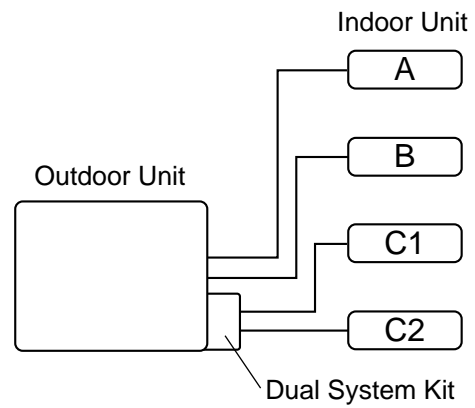 Indoor Unit
A
B
Outdoor Unit
C1
C2
Dual System Kit